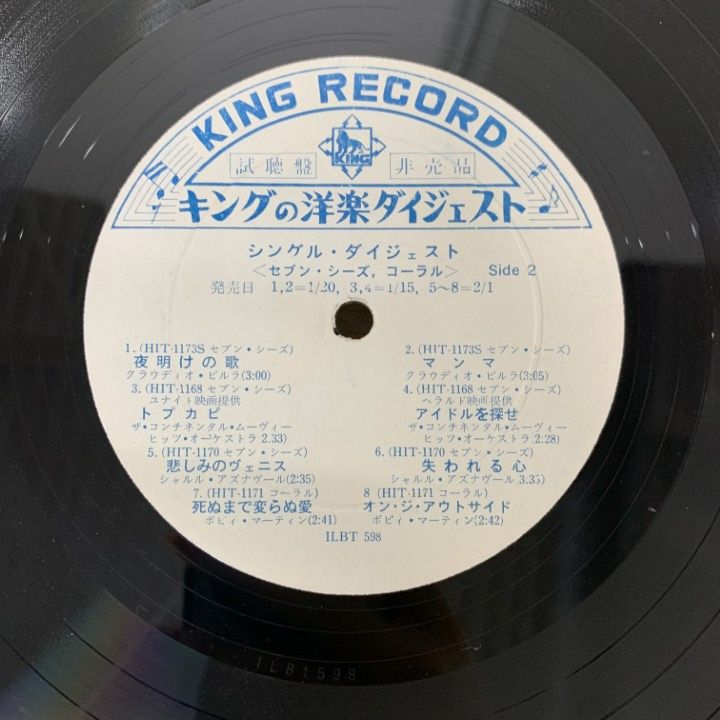 KING RECORD
試聴盤 KING 非売品
キングの洋楽ダイジェスト
シングル・ダイジェスト
<セブン・シーズ, コーラル> Side 2
発売日 1,2=1/20, 3,4=1/15, 5~8=2/1
1.(HIT-1173S セブン・シーズ)
夜明けの歌
クラウディオ・ビルラ(3:00)
2.(HIT-1173S セブン・シーズ)
マンマ
クラウディオ・ビルラ(3:05)
3.(HIT-1168 セブン・シーズ)
ユナイト映画提供
トプカピ
ザ・コンチネンタル・ムーヴィー
ヒッツ・オーケストラ 2.33)
4.(HIT-1168 セブン・シーズ)
ヘラルド映画提供
アイドルを探せ
ザ・コンチネンタル・ムーヴィー
ヒッツ・オーケストラ(2:28)
5.(HIT-1170 セブン・シーズ)
悲しみのヴェニス
シャルル・アズナヴール(2:35)
6.(HIT-1170 セブン・シーズ)
失われる心
シャルル・アズナヴール 3:35)
7.(HIT-1171 コーラル)
死ぬまで変らぬ愛
ボビィ・マーティン(2:41)
8 (HIT-1171 コーラル)
オン・ジ・アウトサイド
ボビィ・マーティン(2:42)
ILBT 598
ILBt598